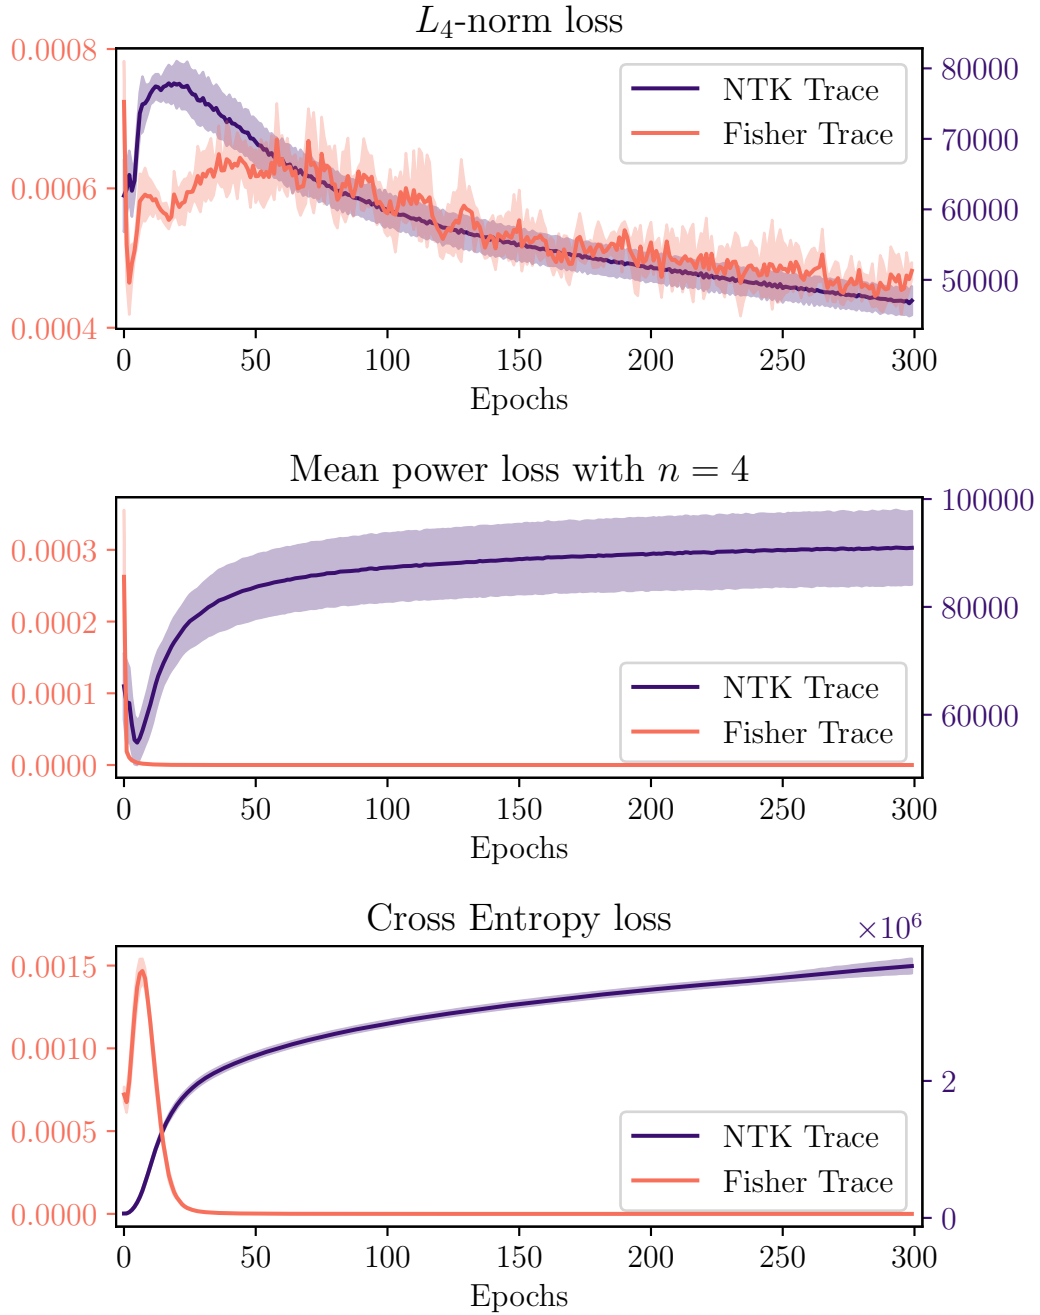 L₄-norm loss
0.0008
0.0006
0.0004
80000
70000
60000
50000
NTK Trace
Fisher Trace
0 50 100 150 200 250 300
Epochs
Mean power loss with n = 4
0.0003
0.0002
0.0001
0.0000
100000
80000
60000
NTK Trace
Fisher Trace
0 50 100 150 200 250 300
Epochs
Cross Entropy loss
×10⁶
0.0015
0.0010
0.0005
0.0000
2
0
NTK Trace
Fisher Trace
0 50 100 150 200 250 300
Epochs